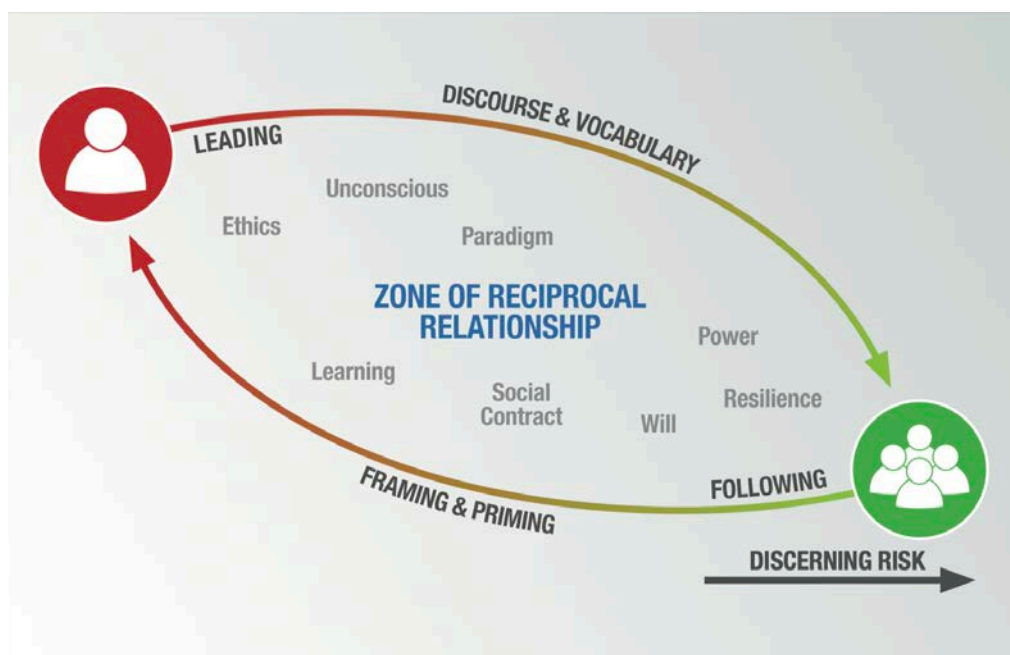 DISCOURSE & VOCABULARY
LEADING
Unconscious
Ethics
Paradigm
ZONE OF RECIPROCAL
RELATIONSHIP
Power
Learning
Social
Contract
Resilience
Will
FRAMING & PRIMING
FOLLOWING
DISCERNING RISK